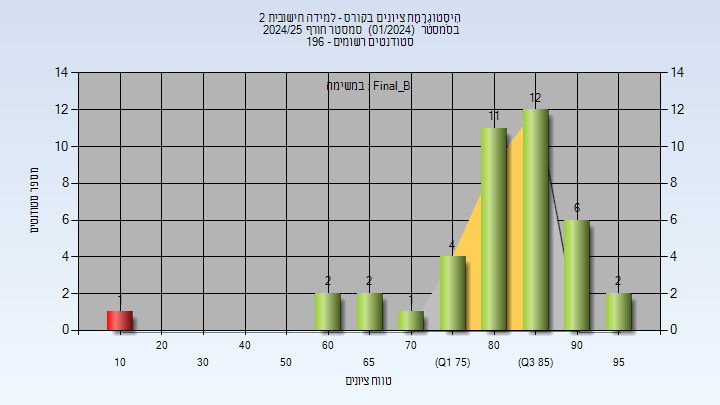 הִיסְטוֹגְרַמַּת ציונים בקורס - למידה חישובית 2
בסמסטר (01/2024) סמסטר חורף 2024/25
סטודנטים רשומים - 196
במשימה : Final_B
מספר סטודנטים
14 14
12 12
10 10
8 8
6 6
4 4
2 2
0 0
1 2 2 1 4 11 12 6 2
20 40 60 70 80 90
10 30 50 65 (Q1 75) (Q3 85) 95
טווח ציונים